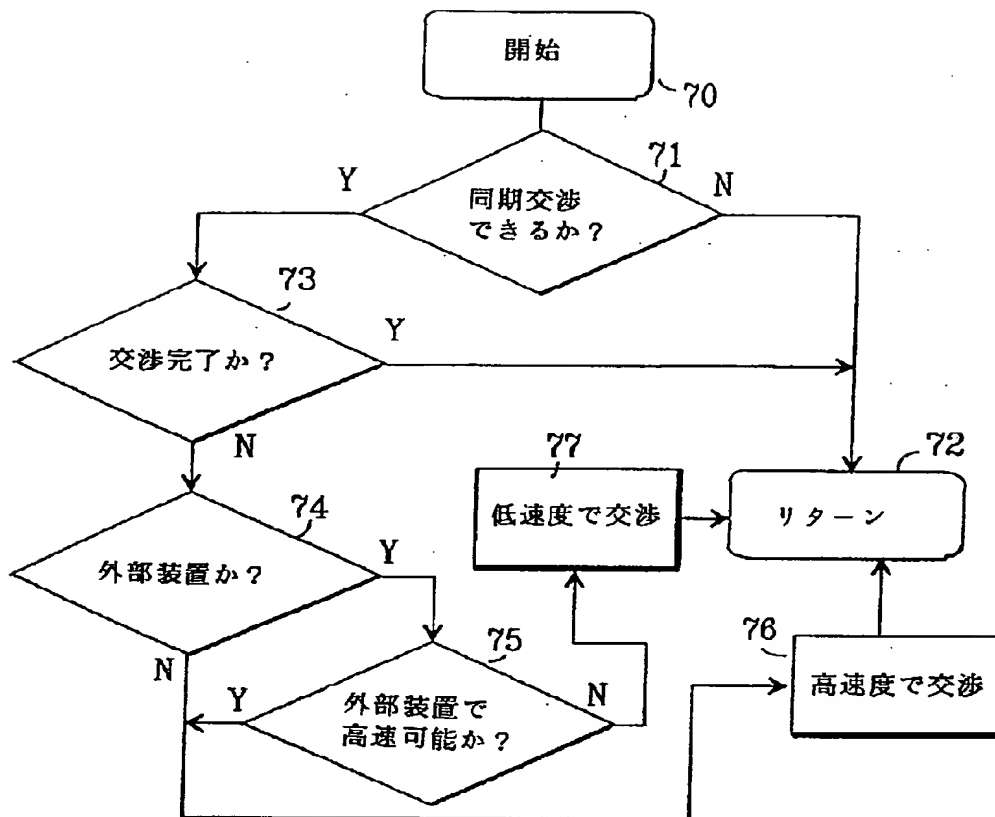 開始
70
71
Y
N
同期交渉
できるか？
73
Y
交渉完了か？
N
77
72
低速度で交渉
リターン
74
Y
外部装置か？
N
75
76
Y
外部装置で
高速可能か？
N
高速度で交渉